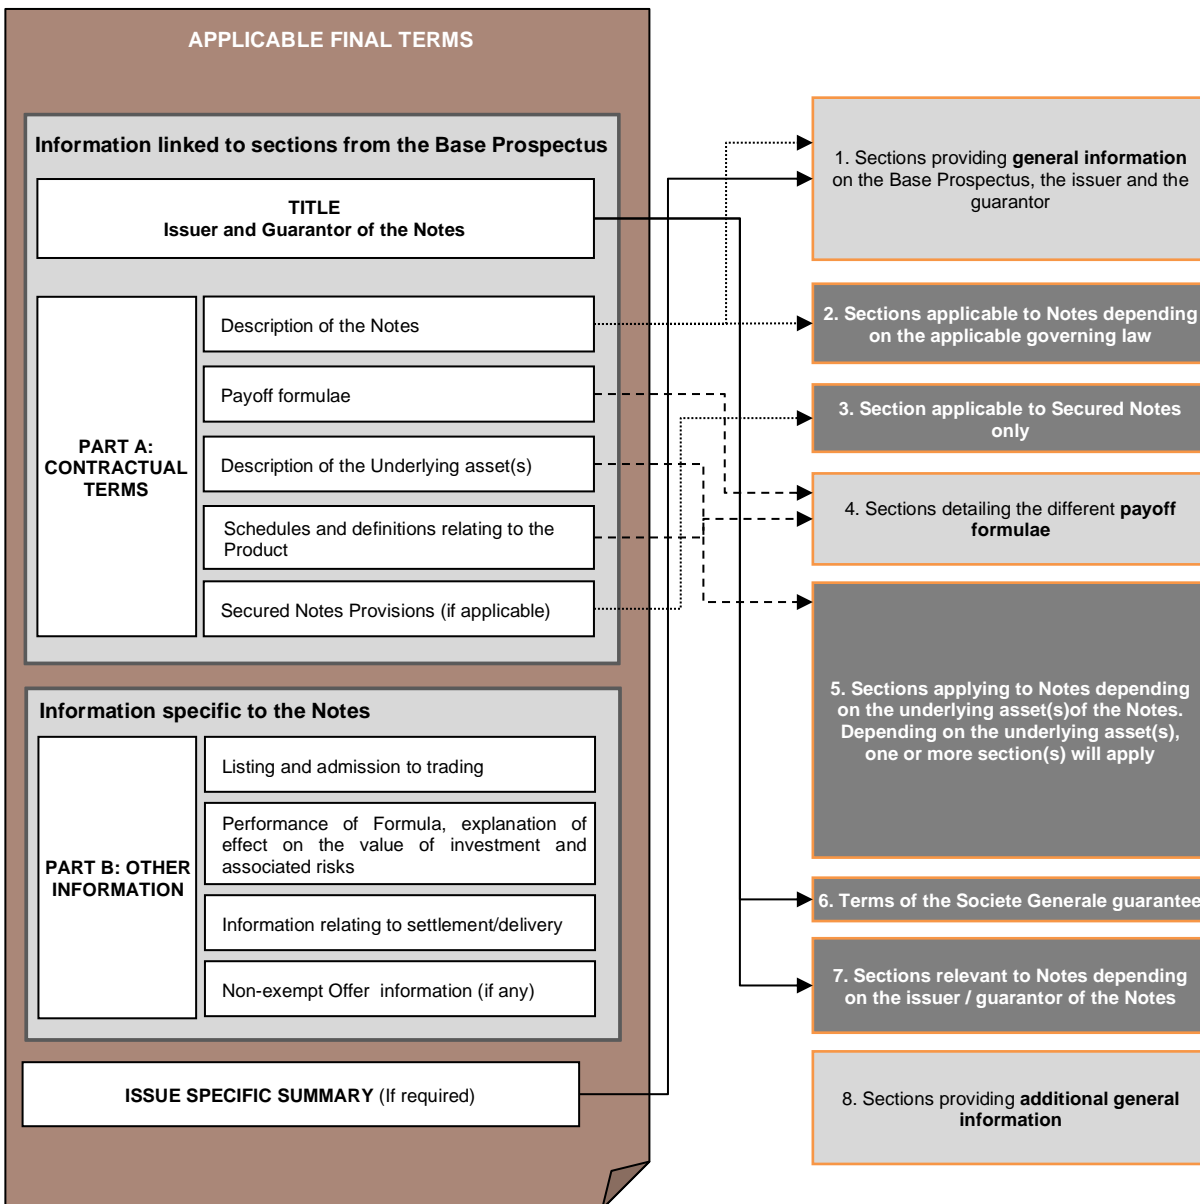 APPLICABLE FINAL TERMS
Information linked to sections from the Base Prospectus
TITLE
Issuer and Guarantor of the Notes
PART A:
CONTRACTUAL
TERMS
Description of the Notes
Payoff formulae
Description of the Underlying asset(s)
Schedules and definitions relating to the
Product
Secured Notes Provisions (if applicable)
Information specific to the Notes
PART B: OTHER
INFORMATION
Listing and admission to trading
Performance of Formula, explanation of
effect on the value of investment and
associated risks
Information relating to settlement/delivery
Non-exempt Offer information (if any)
ISSUE SPECIFIC SUMMARY (If required)
1. Sections providing general information
on the Base Prospectus, the issuer and the
guarantor
2. Sections applicable to Notes depending
on the applicable governing law
3. Section applicable to Secured Notes
only
4. Sections detailing the different payoff
formulae
5. Sections applying to Notes depending
on the underlying asset(s)of the Notes.
Depending on the underlying asset(s),
one or more section(s) will apply
6. Terms of the Societe Generale guarantee
7. Sections relevant to Notes depending
on the issuer / guarantor of the Notes
8. Sections providing additional general
information